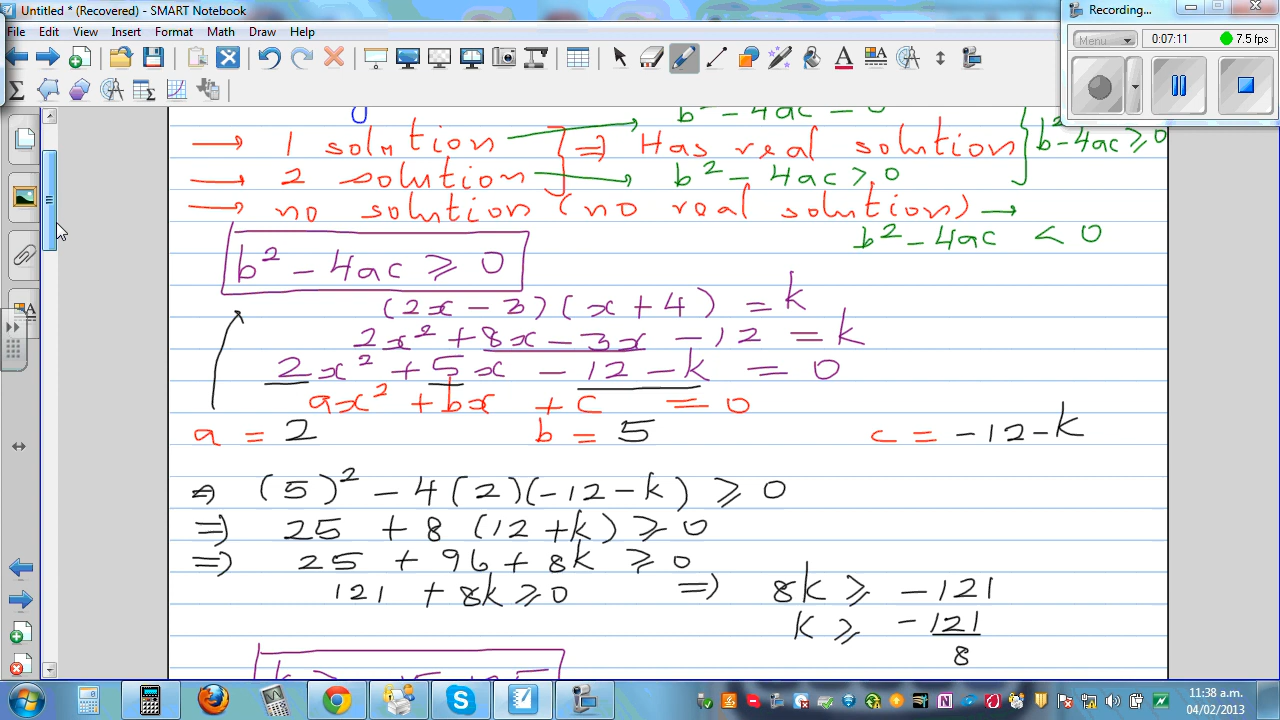 Untitled * (Recovered) - SMART Notebook
Recording...
File Edit View Insert Format Math Draw Help
Menu
0:07:11
7.5 fps
0
b² - 4ac = 0
→ 1 solution ⇒ Has real solution
b² - 4ac ≥ 0
→ 2 solution → b² - 4ac > 0
→ no solution (no real solution) →
b² - 4ac < 0
b² - 4ac ≥ 0
(2x - 3)(x + 4) = k
2x² + 8x - 3x - 12 = k
2x² + 5x - 12 - k = 0
ax² + bx + c = 0
a = 2 b = 5 c = -12 - k
⇒ (5)² - 4(2)(-12 - k) ≥ 0
⇒ 25 + 8 (12 + k) ≥ 0
⇒ 25 + 96 + 8k ≥ 0
121 + 8k ≥ 0 ⇒ 8k ≥ -121
k ≥ -121
8
11:38 a.m.
04/02/2013